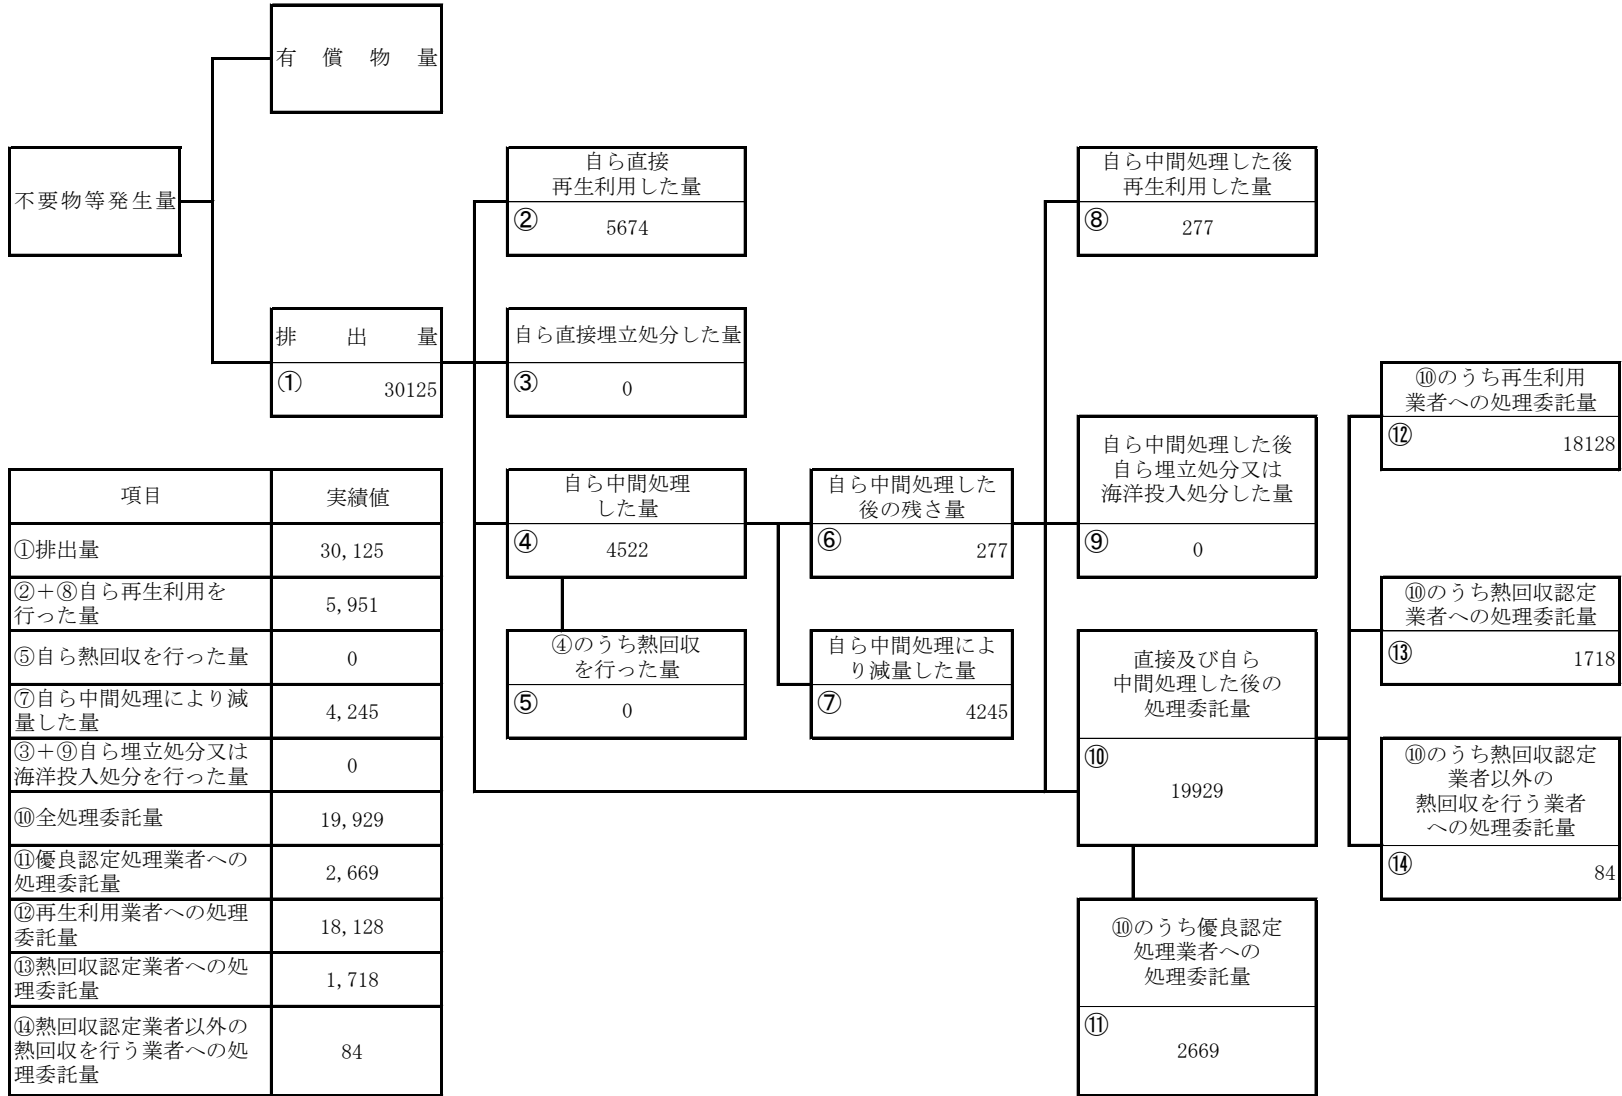 有償物量
不要物等発生量
排出量
① 30125
自ら直接
再生利用した量
② 5674
自ら直接埋立処分した量
③ 0
自ら中間処理
した量
④ 4522
④のうち熱回収
を行った量
⑤ 0
自ら中間処理した
後の残さ量
⑥ 277
自ら中間処理によ
り減量した量
⑦ 4245
自ら中間処理した後
再生利用した量
⑧ 277
自ら中間処理した後
自ら埋立処分又は
海洋投入処分した量
⑨ 0
直接及び自ら
中間処理した後の
処理委託量
⑩
19929
⑩のうち優良認定
処理業者への
処理委託量
⑪
2669
⑩のうち再生利用
業者への処理委託量
⑫ 18128
⑩のうち熱回収認定
業者への処理委託量
⑬ 1718
⑩のうち熱回収認定
業者以外の
熱回収を行う業者
への処理委託量
⑭ 84
項目 実績値
①排出量 30,125
②+⑧自ら再生利用を
行った量 5,951
⑤自ら熱回収を行った量 0
⑦自ら中間処理により減
量した量 4,245
③+⑨自ら埋立処分又は
海洋投入処分を行った量 0
⑩全処理委託量 19,929
⑪優良認定処理業者への
処理委託量 2,669
⑫再生利用業者への処理
委託量 18,128
⑬熱回収認定業者への処
理委託量 1,718
⑭熱回収認定業者以外の
熱回収を行う業者への処
理委託量 84